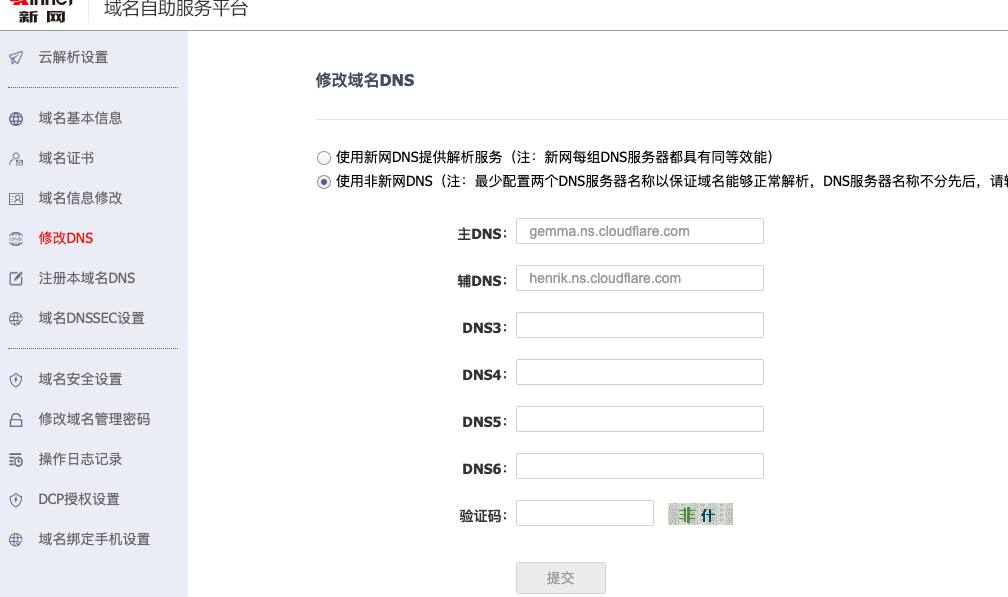 新网
域名自助服务平台
云解析设置
域名基本信息
域名证书
域名信息修改
修改DNS
注册本域名DNS
域名DNSSEC设置
域名安全设置
修改域名管理密码
操作日志记录
DCP授权设置
域名绑定手机设置
修改域名DNS
使用新网DNS提供解析服务（注：新网每组DNS服务器都具有同等效能）
使用非新网DNS（注：最少配置两个DNS服务器名称以保证域名能够正常解析，DNS服务器名称不分先后，请
主DNS: gemma.ns.cloudflare.com
辅DNS: henrik.ns.cloudflare.com
DNS3:
DNS4:
DNS5:
DNS6:
验证码: 非什
提交